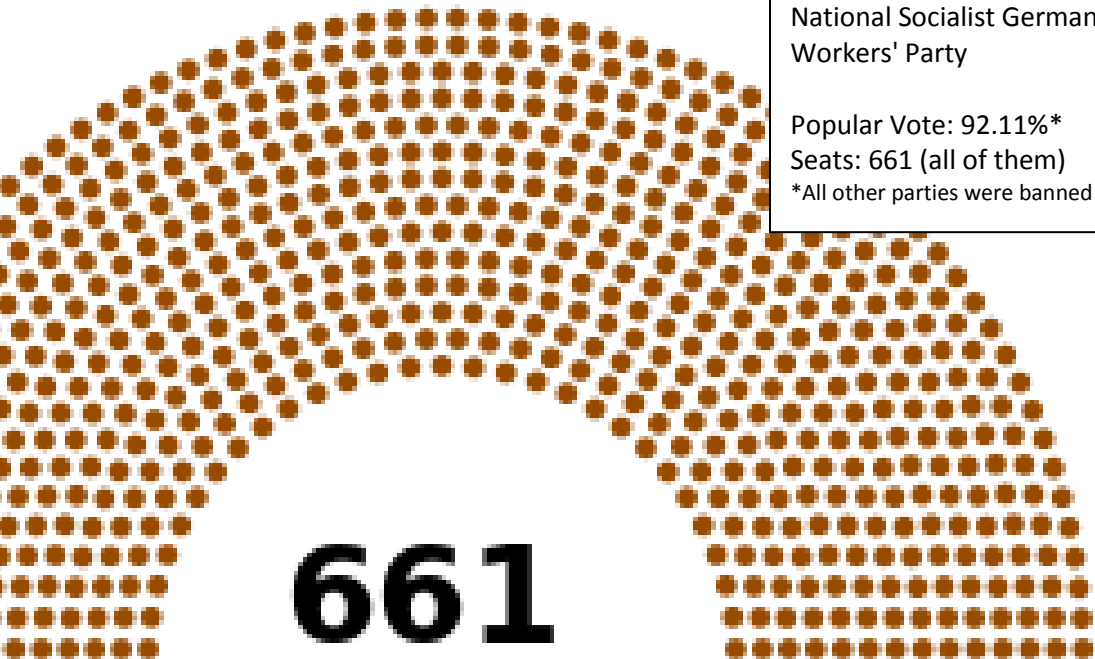 National Socialist German
Workers' Party
Popular Vote: 92.11%*
Seats: 661 (all of them)
*All other parties were banned
661